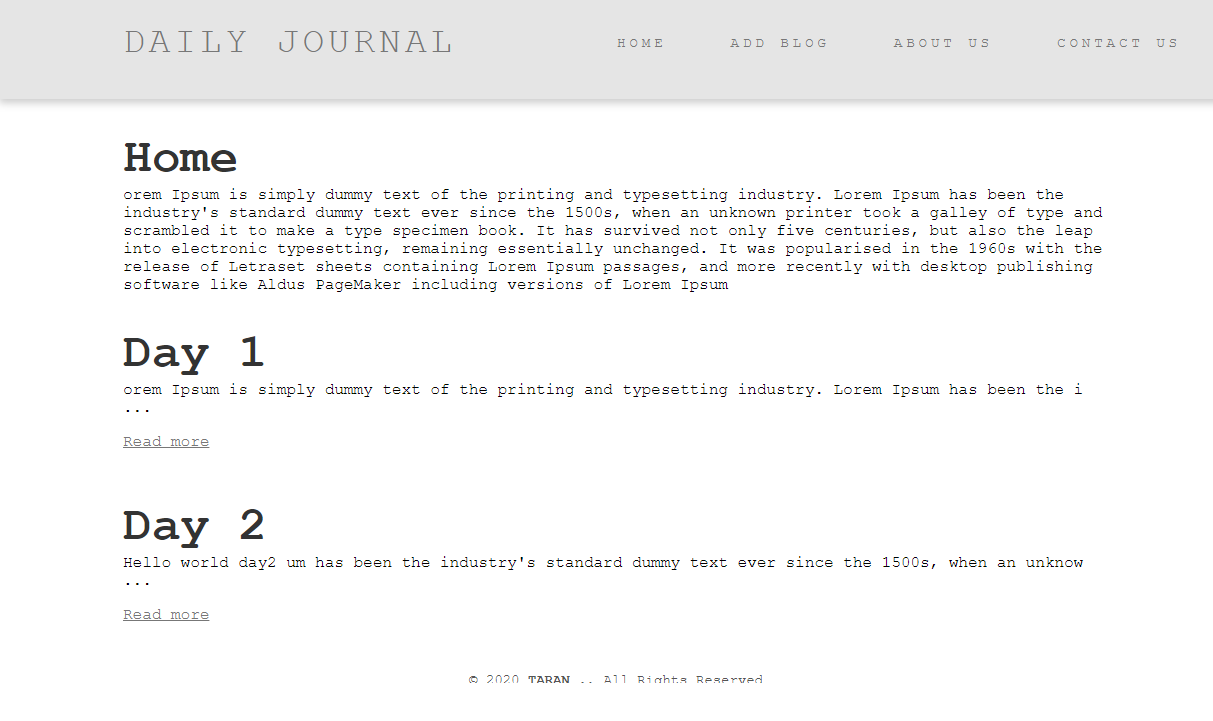 DAILY JOURNAL HOME ADD BLOG ABOUT US CONTACT US
Home
orem Ipsum is simply dummy text of the printing and typesetting industry. Lorem Ipsum has been the
industry's standard dummy text ever since the 1500s, when an unknown printer took a galley of type and
scrambled it to make a type specimen book. It has survived not only five centuries, but also the leap
into electronic typesetting, remaining essentially unchanged. It was popularised in the 1960s with the
release of Letraset sheets containing Lorem Ipsum passages, and more recently with desktop publishing
software like Aldus PageMaker including versions of Lorem Ipsum
Day 1
orem Ipsum is simply dummy text of the printing and typesetting industry. Lorem Ipsum has been the i
...
Read more
Day 2
Hello world day2 um has been the industry's standard dummy text ever since the 1500s, when an unknow
...
Read more
© 2020 TARAN .. All Rights Reserved